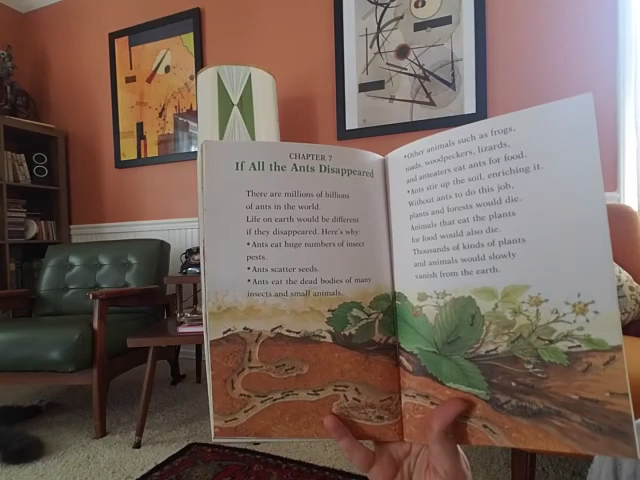 CHAPTER 7
If All the Ants Disappeared
There are millions of billions
of ants in the world.
Life on earth would be different
if they disappeared. Here's why:
•Ants eat huge numbers of insect
pests.
•Ants scatter seeds.
•Ants eat the dead bodies of many
insects and small animals.
•Other animals such as frogs,
toads, woodpeckers, lizards,
and anteaters eat ants for food.
•Ants stir up the soil, enriching it.
Without ants to do this job,
plants and forests would die.
Animals that eat the plants
for food would also die.
Thousands of kinds of plants
and animals would slowly
vanish from the earth.